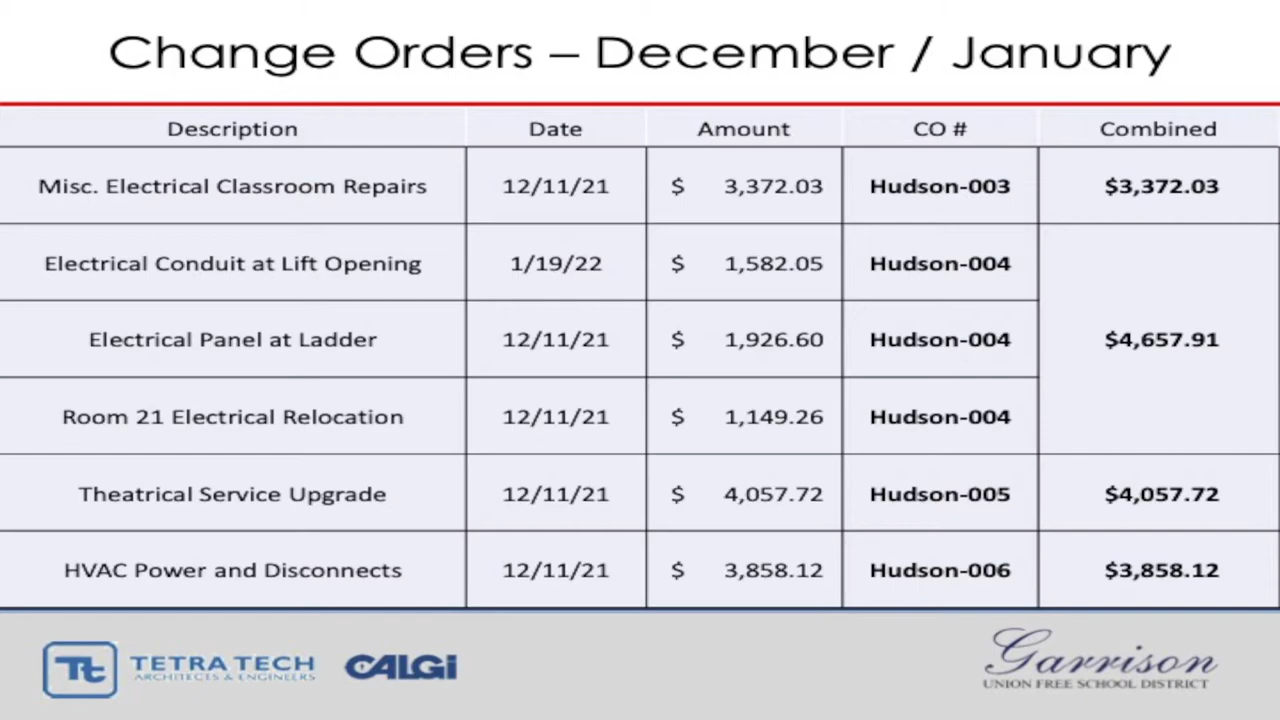 Change Orders – December / January
Description Date Amount CO # Combined
Misc. Electrical Classroom Repairs 12/11/21 $ 3,372.03 Hudson-003 $3,372.03
Electrical Conduit at Lift Opening 1/19/22 $ 1,582.05 Hudson-004
Electrical Panel at Ladder 12/11/21 $ 1,926.60 Hudson-004 $4,657.91
Room 21 Electrical Relocation 12/11/21 $ 1,149.26 Hudson-004
Theatrical Service Upgrade 12/11/21 $ 4,057.72 Hudson-005 $4,057.72
HVAC Power and Disconnects 12/11/21 $ 3,858.12 Hudson-006 $3,858.12
Tt TETRA TECH
ARCHITECTS & ENGINEERS
CALGI
Garrison
UNION FREE SCHOOL DISTRICT